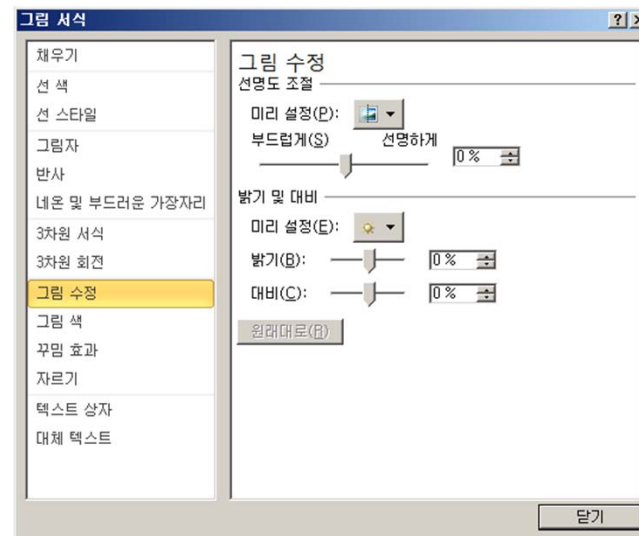 그림 서식
채우기
선 색
선 스타일
그림자
반사
네온 및 부드러운 가장자리
3차원 서식
3차원 회전
그림 수정
그림 색
꾸밈 효과
자르기
텍스트 상자
대체 텍스트
그림 수정
선명도 조절
미리 설정(P):
부드럽게(S) 선명하게
0 %
밝기 및 대비
미리 설정(E):
밝기(B): 0 %
대비(C): 0 %
원래대로(R)
닫기